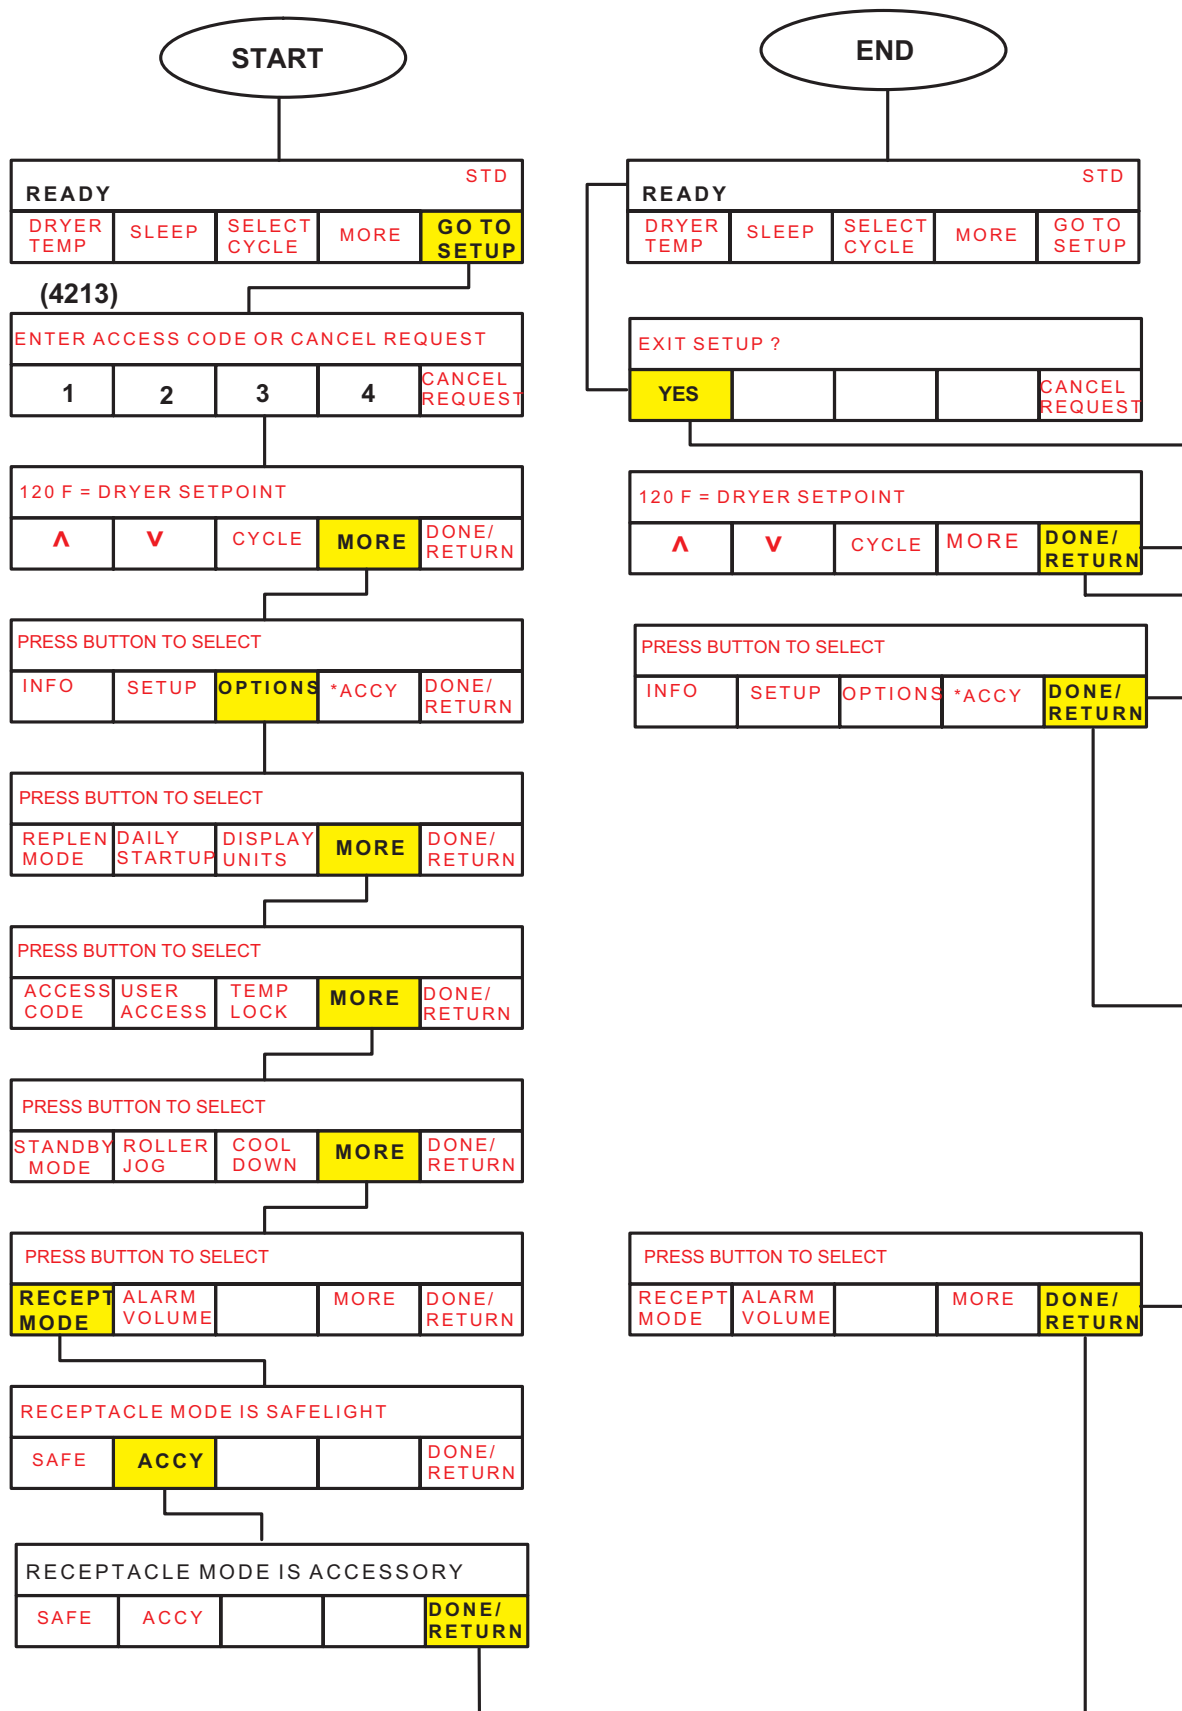 START
READY
STD
DRYER TEMP
SLEEP
SELECT CYCLE
MORE
GO TO SETUP
(4213)
ENTER ACCESS CODE OR CANCEL REQUEST
1
2
3
4
CANCEL REQUEST
120 F = DRYER SETPOINT
Λ
V
CYCLE
MORE
DONE/ RETURN
PRESS BUTTON TO SELECT
INFO
SETUP
OPTIONS
*ACCY
DONE/ RETURN
PRESS BUTTON TO SELECT
REPLEN MODE
DAILY STARTUP
DISPLAY UNITS
MORE
DONE/ RETURN
PRESS BUTTON TO SELECT
ACCESS CODE
USER ACCESS
TEMP LOCK
MORE
DONE/ RETURN
PRESS BUTTON TO SELECT
STANDBY MODE
ROLLER JOG
COOL DOWN
MORE
DONE/ RETURN
PRESS BUTTON TO SELECT
RECEPT MODE
ALARM VOLUME
MORE
DONE/ RETURN
RECEPTACLE MODE IS SAFELIGHT
SAFE
ACCY
DONE/ RETURN
RECEPTACLE MODE IS ACCESSORY
SAFE
ACCY
DONE/ RETURN
END
READY
STD
DRYER TEMP
SLEEP
SELECT CYCLE
MORE
GO TO SETUP
EXIT SETUP ?
YES
CANCEL REQUEST
120 F = DRYER SETPOINT
Λ
V
CYCLE
MORE
DONE/ RETURN
PRESS BUTTON TO SELECT
INFO
SETUP
OPTIONS
*ACCY
DONE/ RETURN
PRESS BUTTON TO SELECT
RECEPT MODE
ALARM VOLUME
MORE
DONE/ RETURN